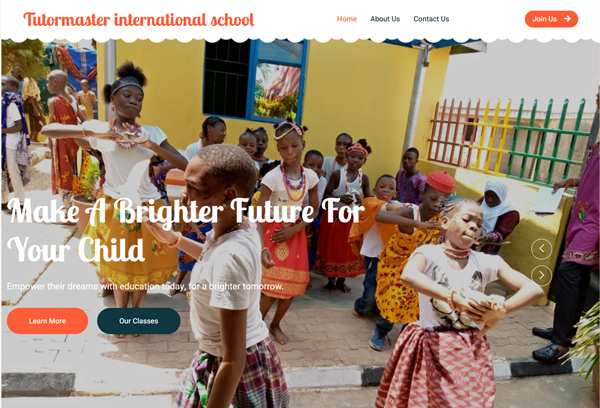 Tutormaster international school
Home About Us Contact Us Join Us
Make A Brighter Future For
Your Child
Empower their dreams with education today, for a brighter tomorrow.
Learn More Our Classes